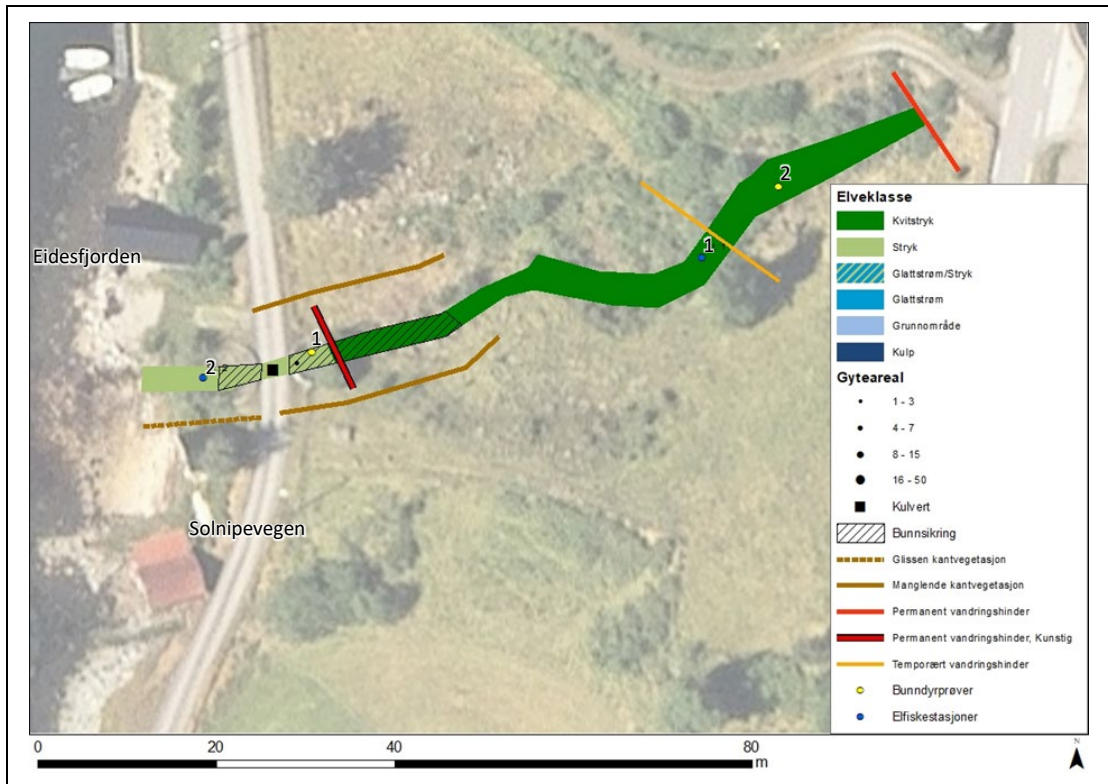 Eidesfjorden
Solnipevegen
1
2
1
2
Elveklasse
Kvitstryk
Stryk
Glattstrøm/Stryk
Glattstrøm
Grunnområde
Kulp
Gyteareal
1 - 3
4 - 7
8 - 15
16 - 50
Kulvert
Bunnsikring
Glissen kantvegetasjon
Manglende kantvegetasjon
Permanent vandringshinder
Permanent vandringshinder, Kunstig
Temporært vandringshinder
Bunndyrprøver
Elfiskestasjoner
0 20 40 80
m
N